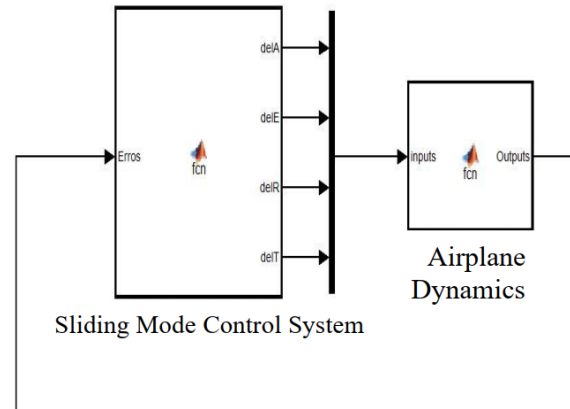 delA
delE
Erros
fcn
delR
delT
inputs
Outputs
fcn
Airplane
Dynamics
Sliding Mode Control System